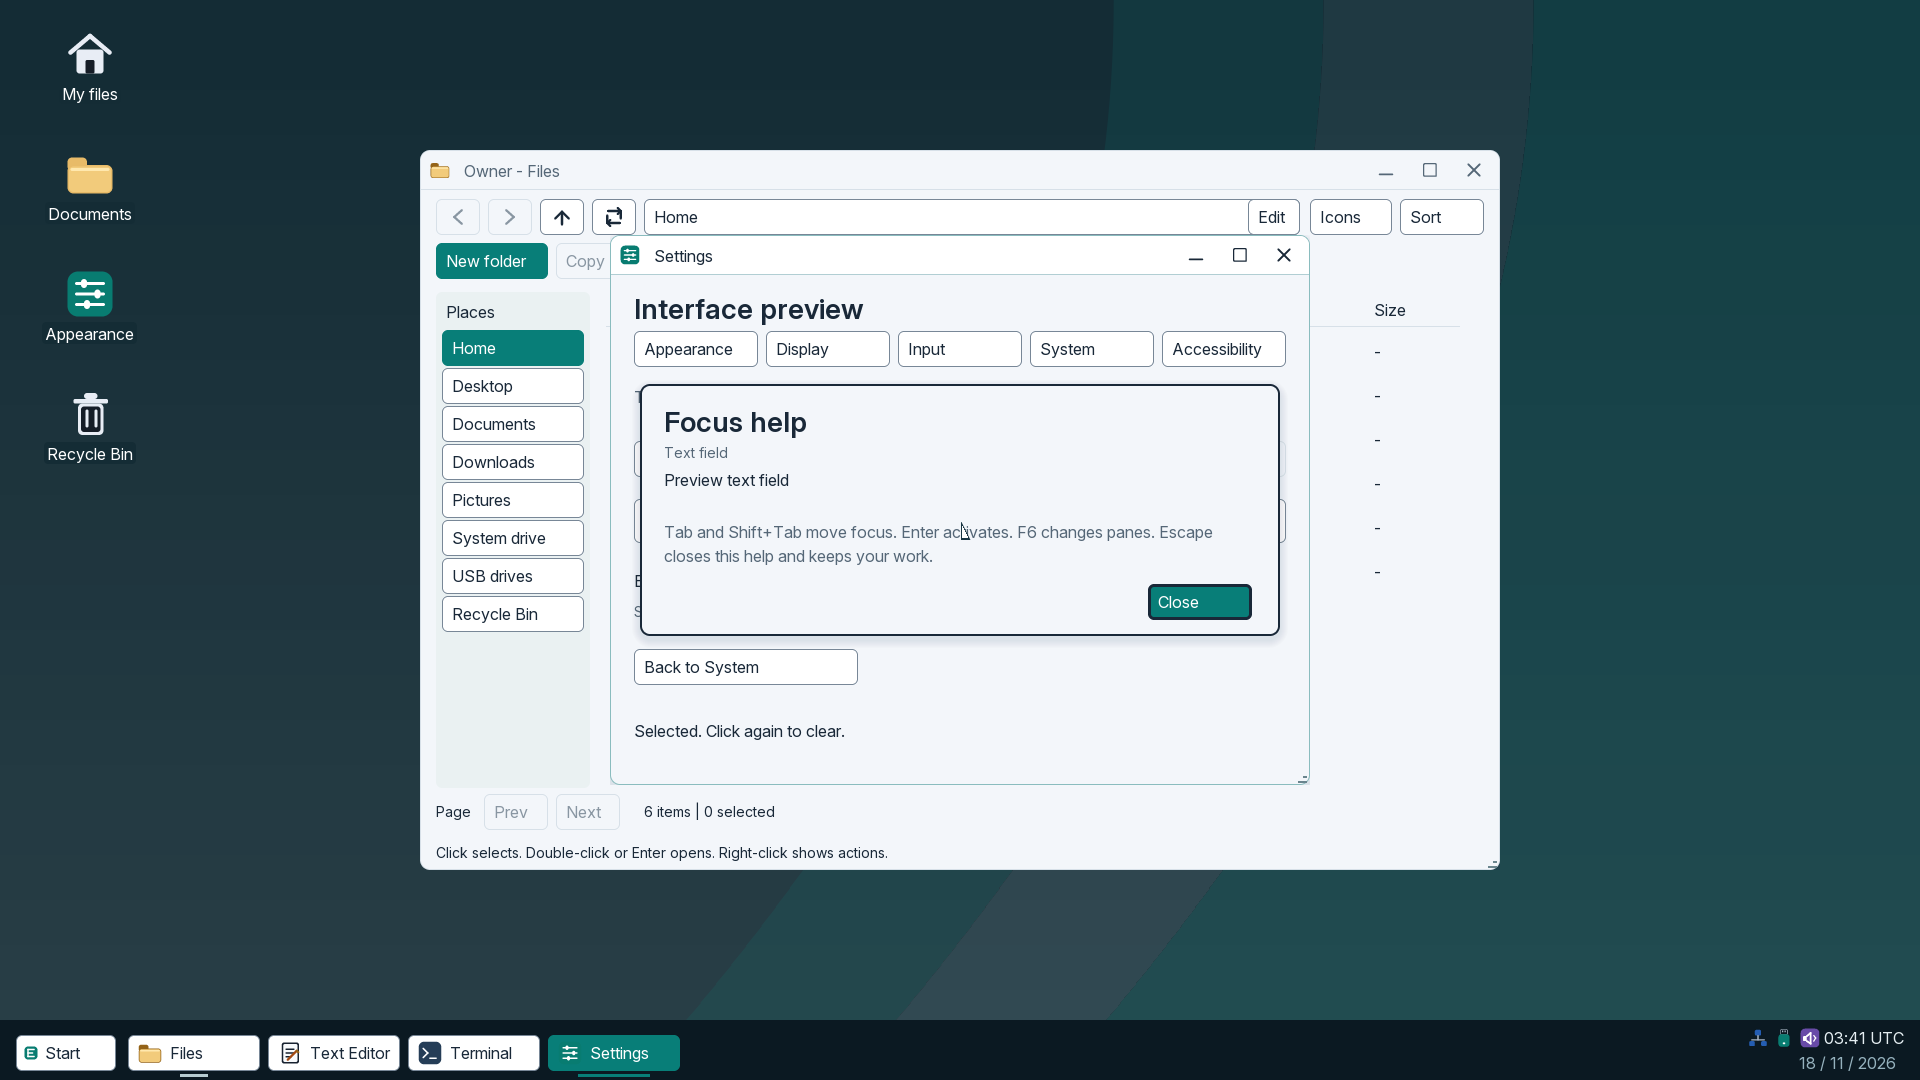 My files
Documents
Appearance
Recycle Bin
Owner - Files
Home
Edit
Icons
Sort
New folder
Copy
Places
Home
Desktop
Documents
Downloads
Pictures
System drive
USB drives
Recycle Bin
Size
-
-
-
-
-
-
Settings
Interface preview
Appearance
Display
Input
System
Accessibility
Focus help
Text field
Preview text field
Tab and Shift+Tab move focus. Enter activates. F6 changes panes. Escape
closes this help and keeps your work.
Close
Back to System
Selected. Click again to clear.
Page
Prev
Next
6 items | 0 selected
Click selects. Double-click or Enter opens. Right-click shows actions.
Start
Files
Text Editor
Terminal
Settings
03:41 UTC
18 / 11 / 2026